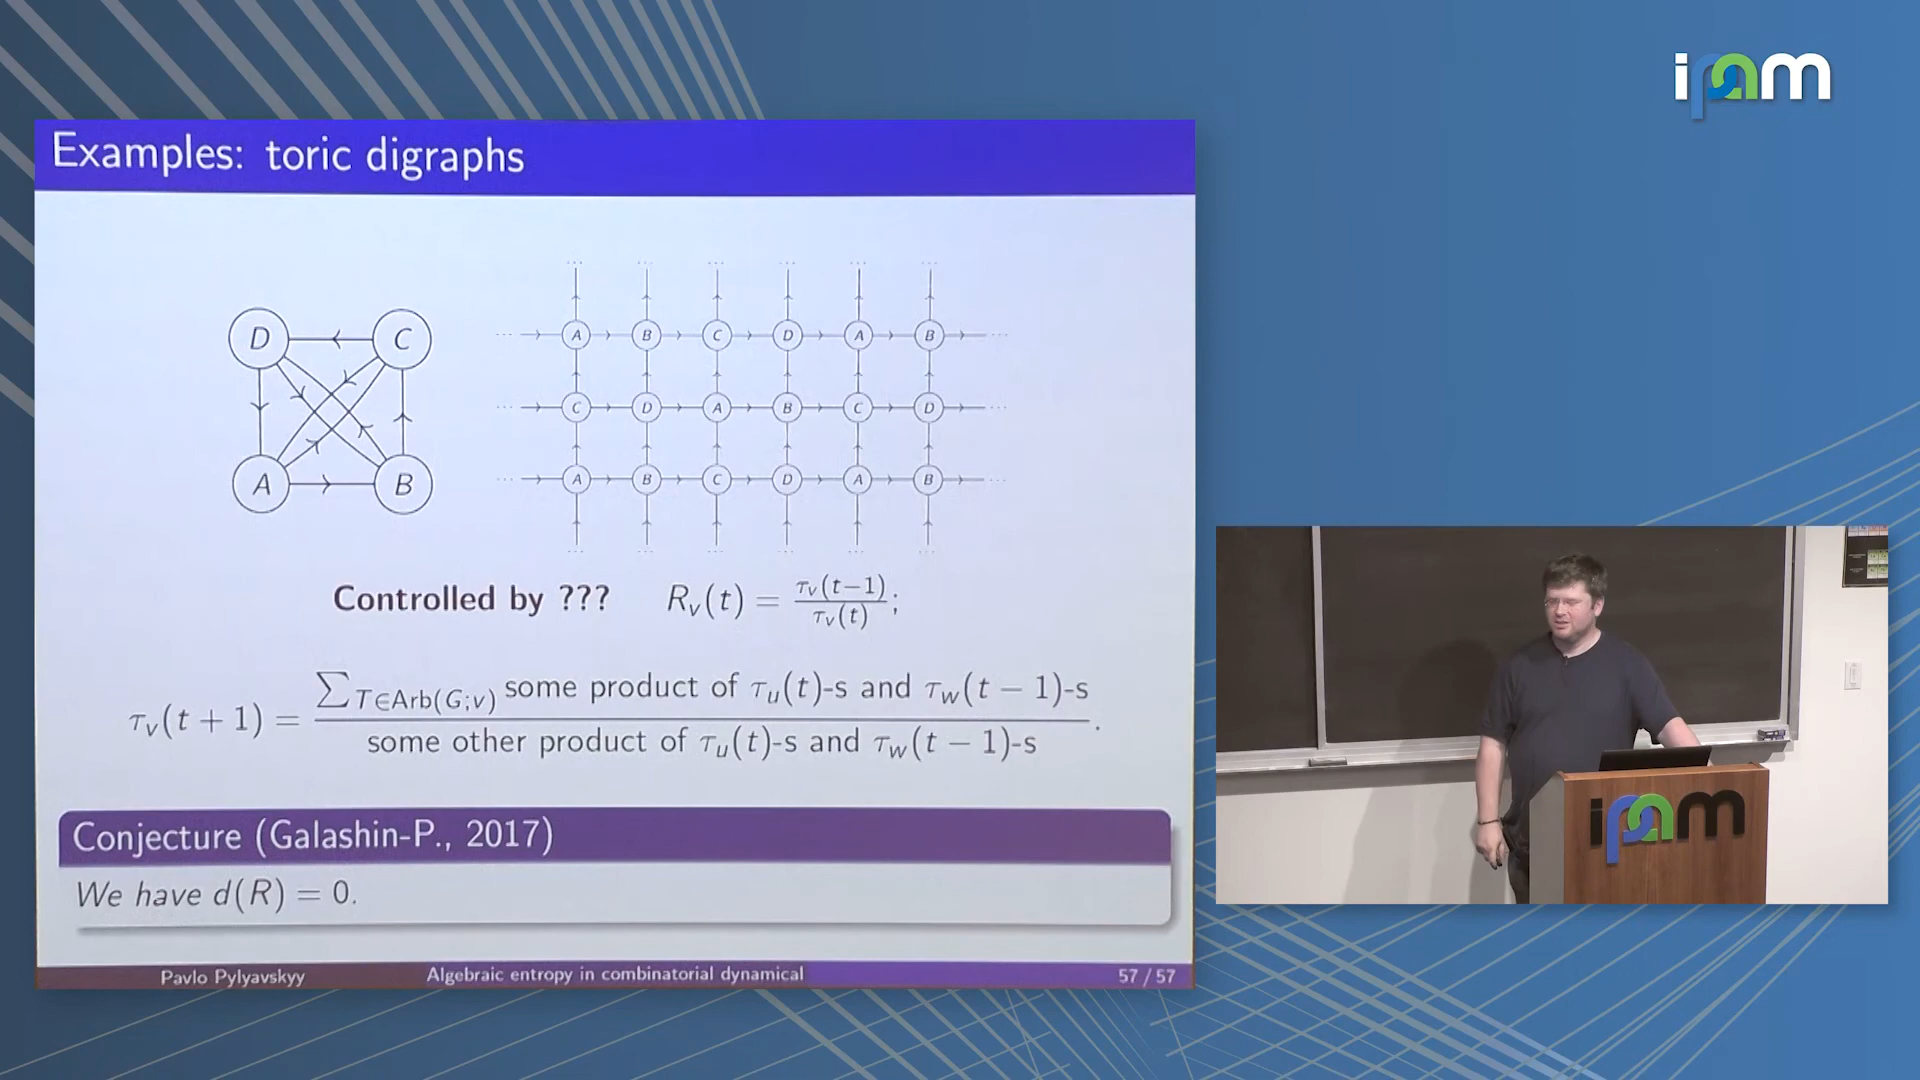 ipam
Examples: toric digraphs
D C
A B
... ... ... ... ... ...
... A B C D A B ...
... C D A B C D ...
... A B C D A B ...
... ... ... ... ... ...
Controlled by ??? R_v(t) = τ_v(t−1)/τ_v(t);
τ_v(t + 1) = ∑_{T∈Arb(G;v)} some product of τ_u(t)-s and τ_w(t − 1)-s
some other product of τ_u(t)-s and τ_w(t − 1)-s .
Conjecture (Galashin-P., 2017)
We have d(R) = 0.
Pavlo Pylyavskyy Algebraic entropy in combinatorial dynamical 57 / 57
ipam